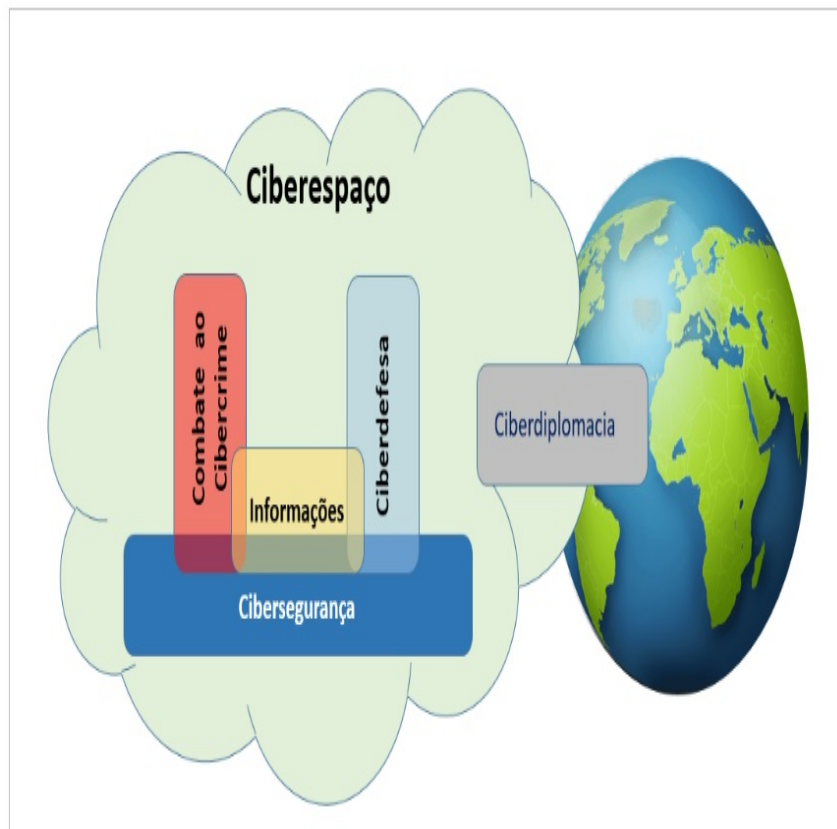 Ciberespaço
Combate ao
Cibercrime
Ciberdefesa
Informações
Cibersegurança
Ciberdiplomacia